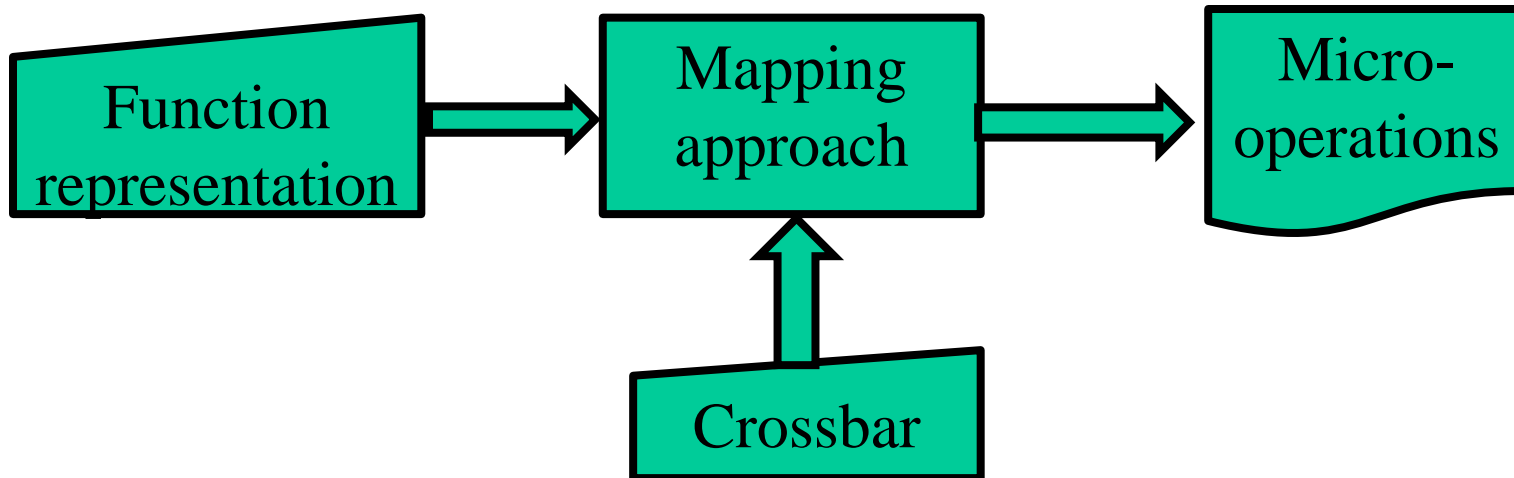 Function
representation
Mapping
approach
Micro-
operations
Crossbar